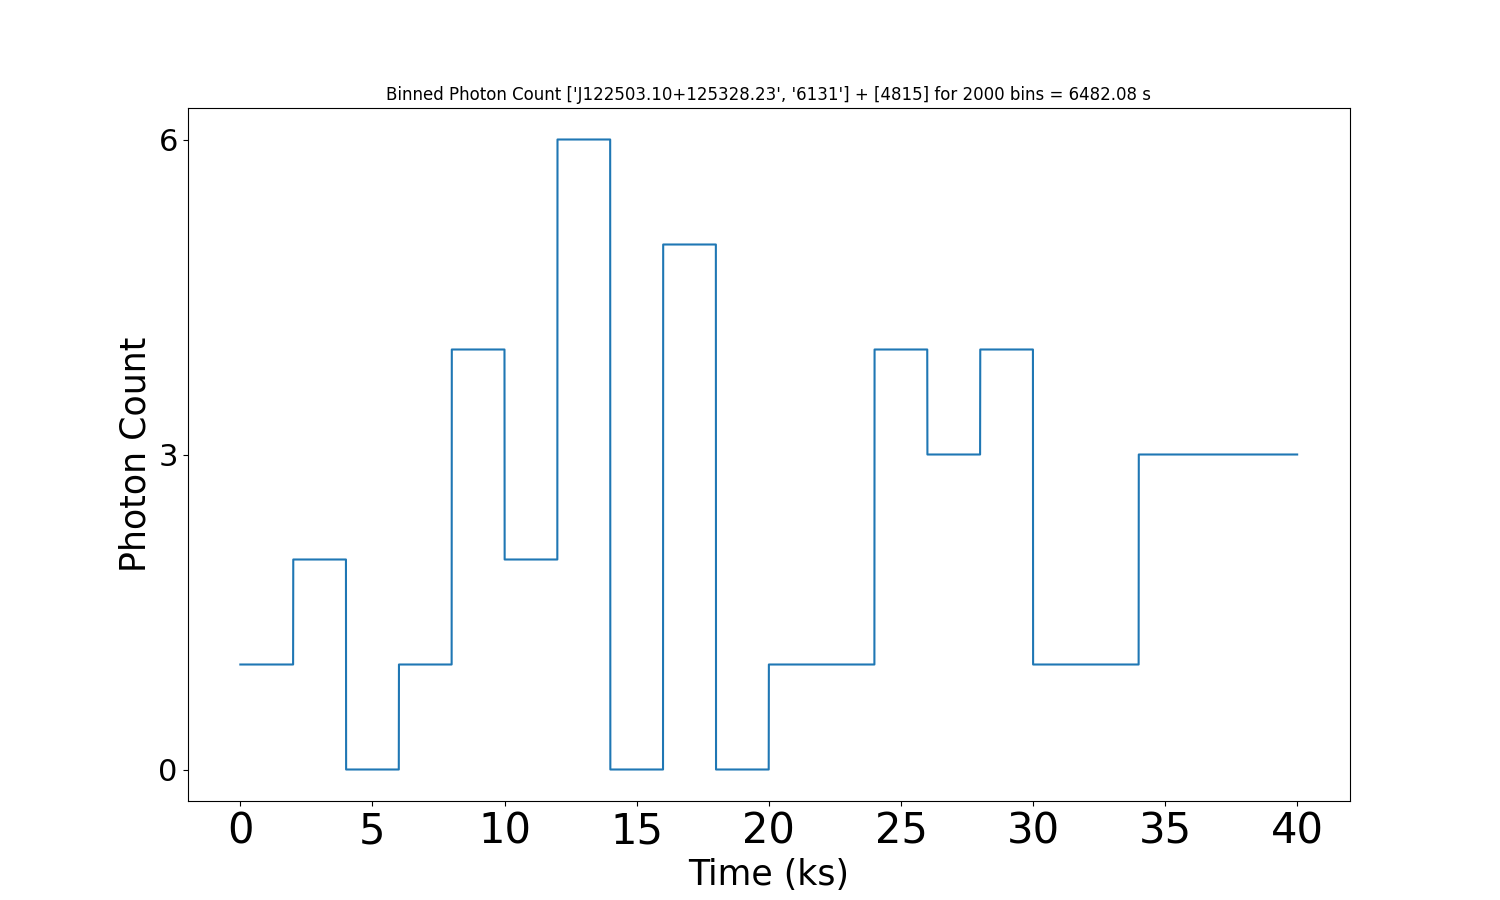 Binned Photon Count ['J122503.10+125328.23', '6131'] + [4815] for 2000 bins = 6482.08 s
6
3
0
Photon Count
0 5 10 15 20 25 30 35 40
Time (ks)